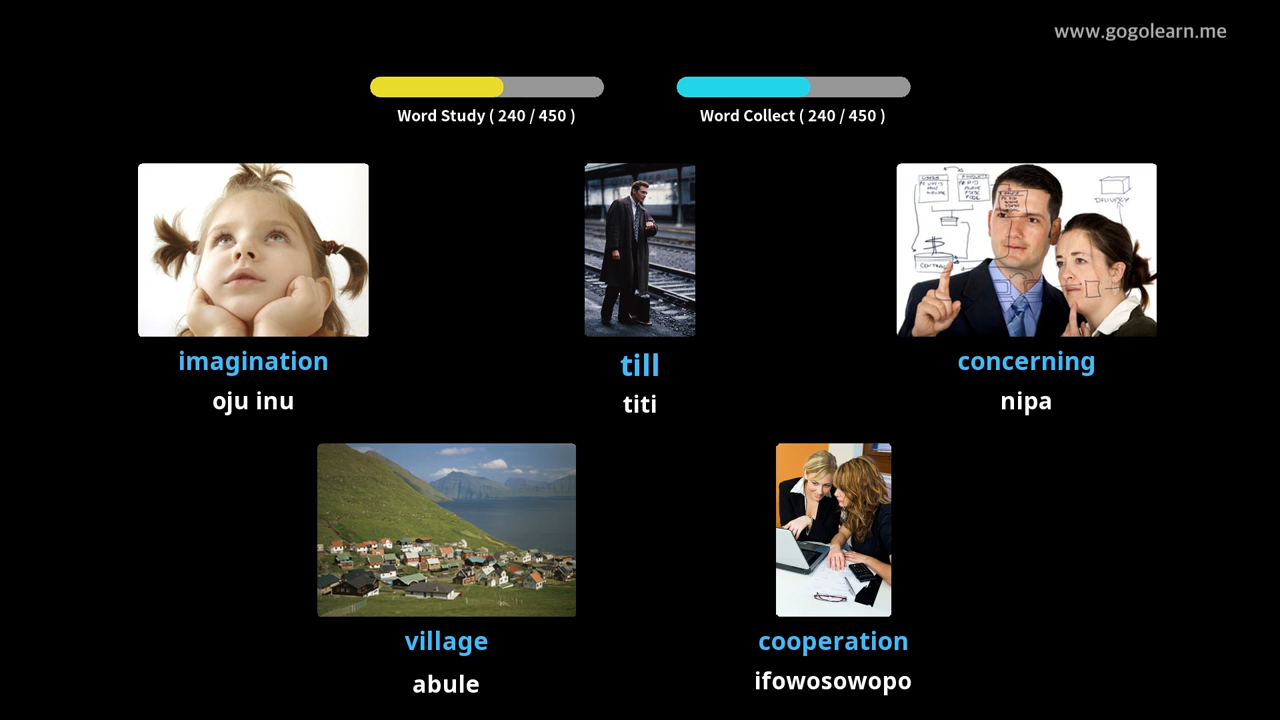 www.gogolearn.me
Word Study ( 240 / 450 )
Word Collect ( 240 / 450 )
imagination
oju inu
till
titi
concerning
nipa
village
abule
cooperation
ifowosowopo